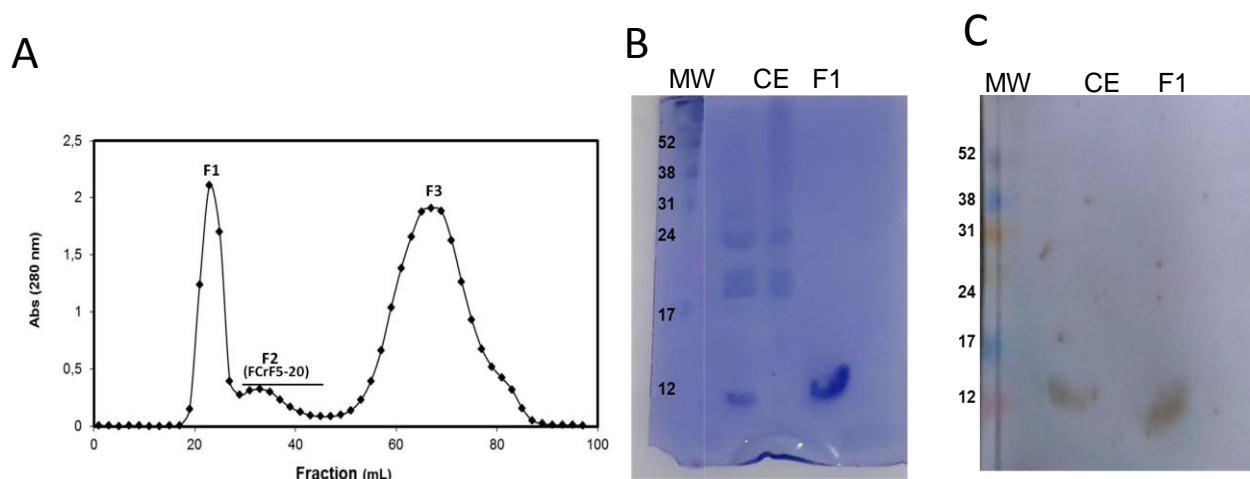 A
Abs (280 nm)
2,5
2
1,5
1
0,5
0
F1
F2
(FCrF5-20)
F3
0 20 40 60 80 100
Fraction (mL)
B
MW CE F1
52
38
31
24
17
12
C
MW CE F1
52
38
31
24
17
12